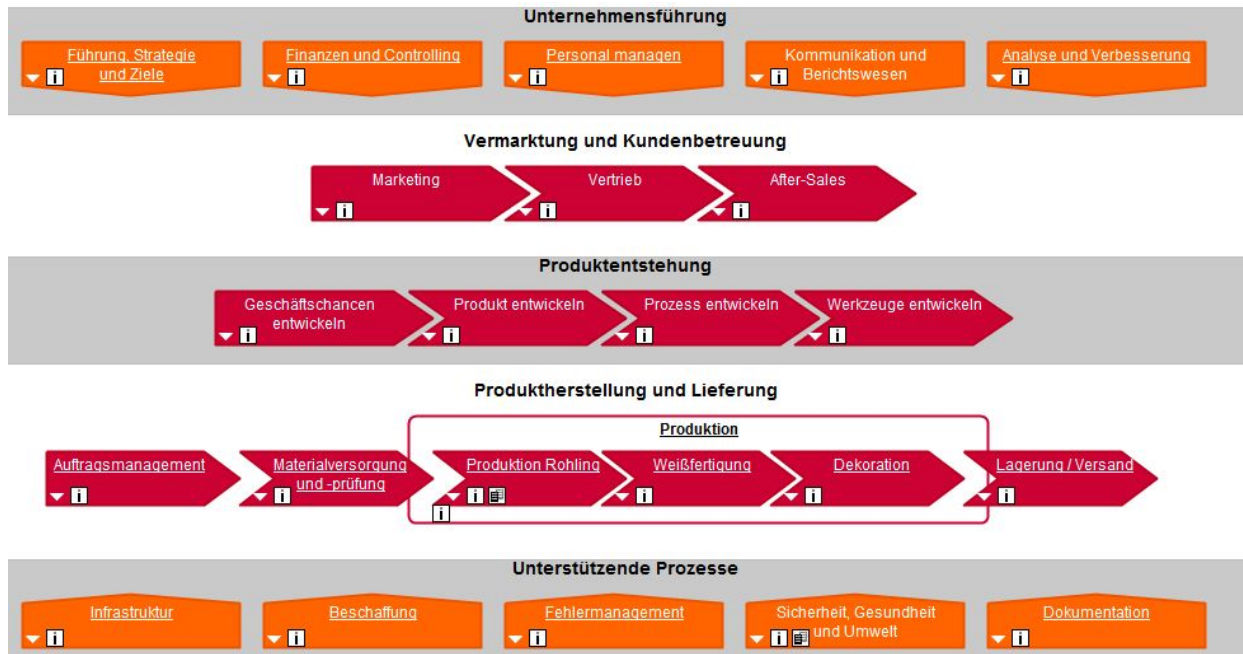 Unternehmensführung
Führung, Strategie
und Ziele
Finanzen und Controlling
Personal managen
Kommunikation und
Berichtswesen
Analyse und Verbesserung
Vermarktung und Kundenbetreuung
Marketing
Vertrieb
After-Sales
Produktentstehung
Geschäftschancen
entwickeln
Produkt entwickeln
Prozess entwickeln
Werkzeuge entwickeln
Produktherstellung und Lieferung
Produktion
Auftragsmanagement
Materialversorgung
und -prüfung
Produktion Rohling
Weißfertigung
Dekoration
Lagerung / Versand
Unterstützende Prozesse
Infrastruktur
Beschaffung
Fehlermanagement
Sicherheit, Gesundheit
und Umwelt
Dokumentation